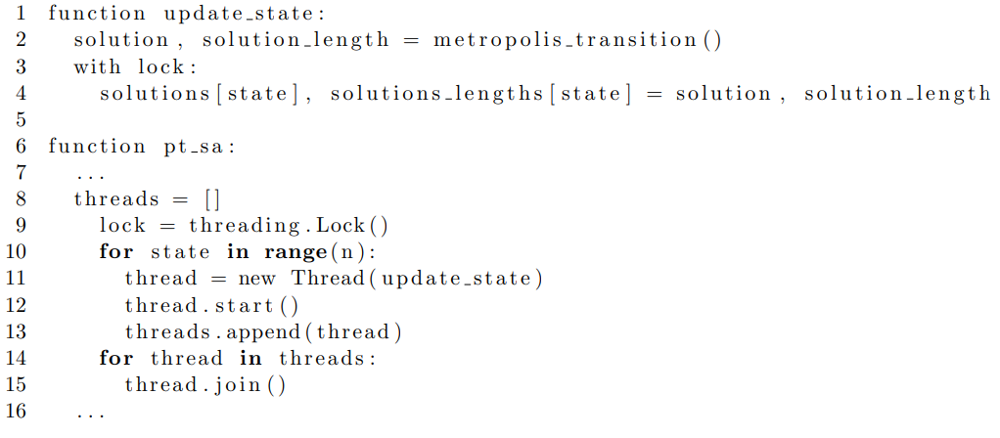 1 function update_state:
2 solution, solution_length = metropolis_transition()
3 with lock:
4 solutions[state], solutions_lengths[state] = solution, solution_length
5
6 function pt_sa:
7 ...
8 threads = []
9 lock = threading.Lock()
10 for state in range(n):
11 thread = new Thread(update_state)
12 thread.start()
13 threads.append(thread)
14 for thread in threads:
15 thread.join()
16 ...